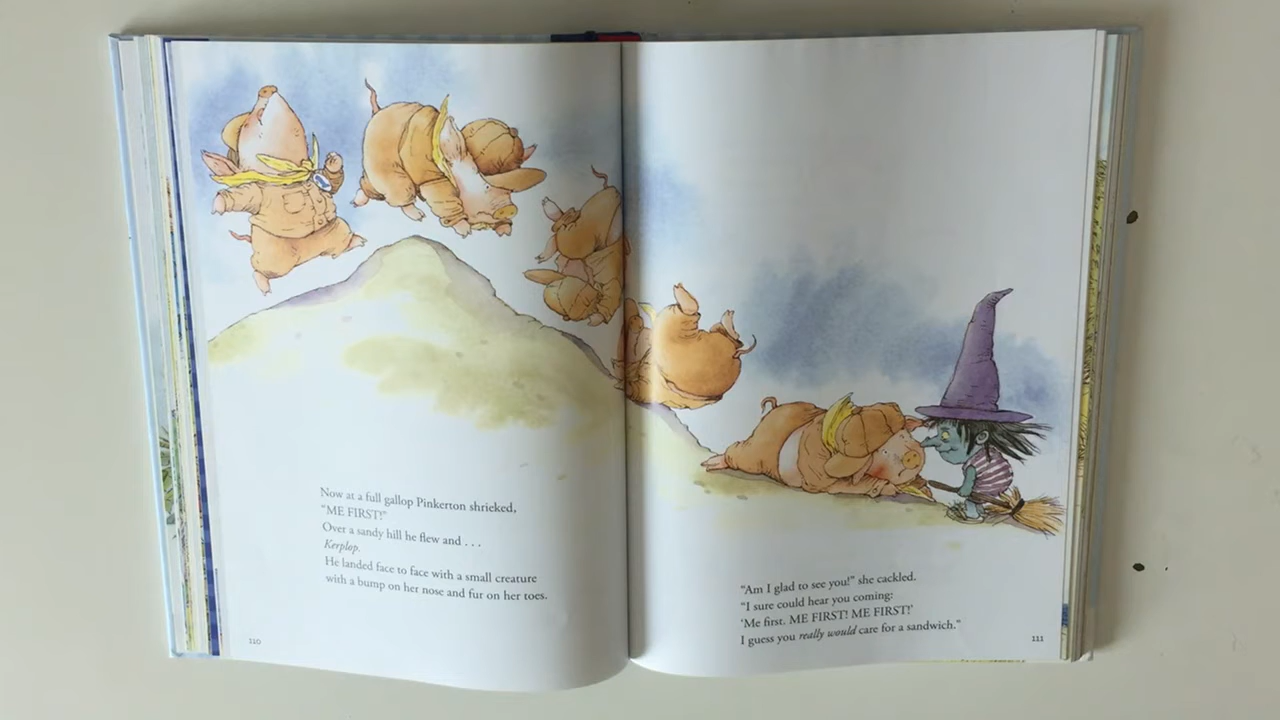 Now at a full gallop Pinkerton shrieked,
"ME FIRST!"
Over a sandy hill he flew and . . .
Kerplop.
He landed face to face with a small creature
with a bump on her nose and fur on her toes.
110
"Am I glad to see you!" she cackled.
"I sure could hear you coming:
'Me first. ME FIRST! ME FIRST!'
I guess you really would care for a sandwich."
111